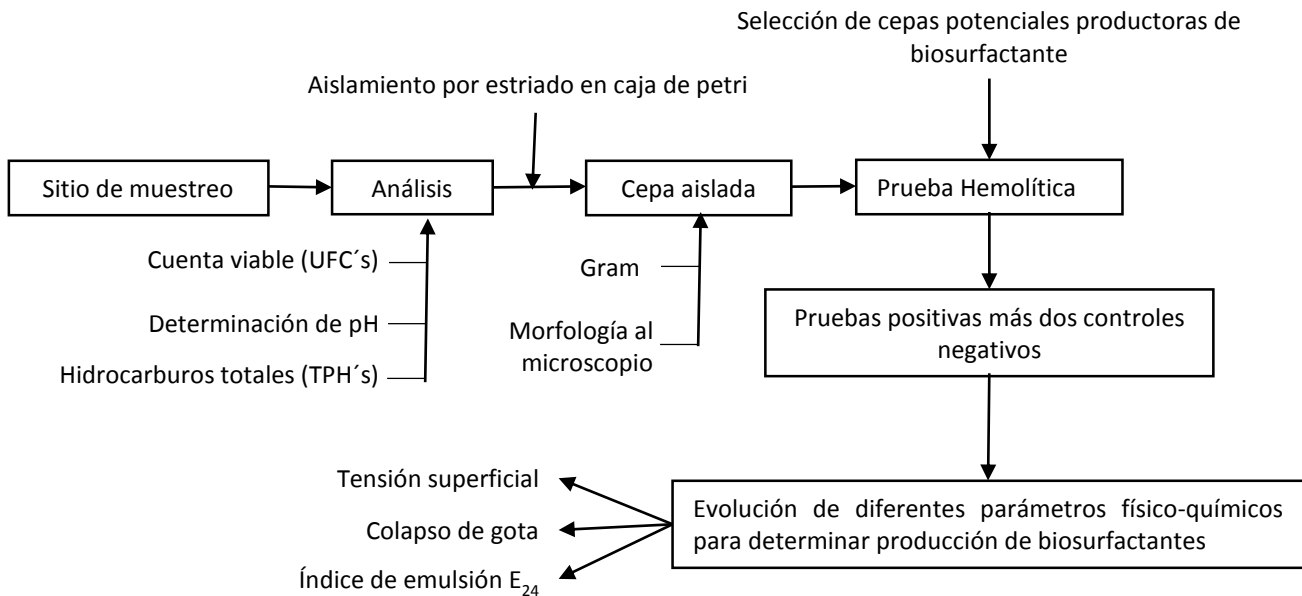 Selección de cepas potenciales productoras de
biosurfactante
Aislamiento por estriado en caja de petri
Sitio de muestreo
Análisis
Cepa aislada
Prueba Hemolítica
Cuenta viable (UFC´s)
Determinación de pH
Hidrocarburos totales (TPH´s)
Gram
Morfología al
microscopio
Pruebas positivas más dos controles
negativos
Evolución de diferentes parámetros físico-químicos
para determinar producción de biosurfactantes
Tensión superficial
Colapso de gota
Índice de emulsión E24